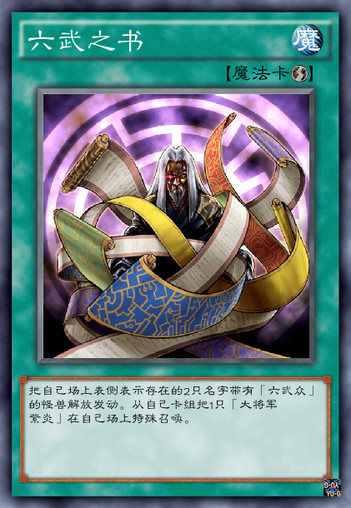 六武之书
魔
【魔法卡】
把自己场上表侧表示存在的2只名字带有「六武众」
的怪兽解放发动。从自己卡组把1只「大将军
紫炎」在自己场上特殊召唤。